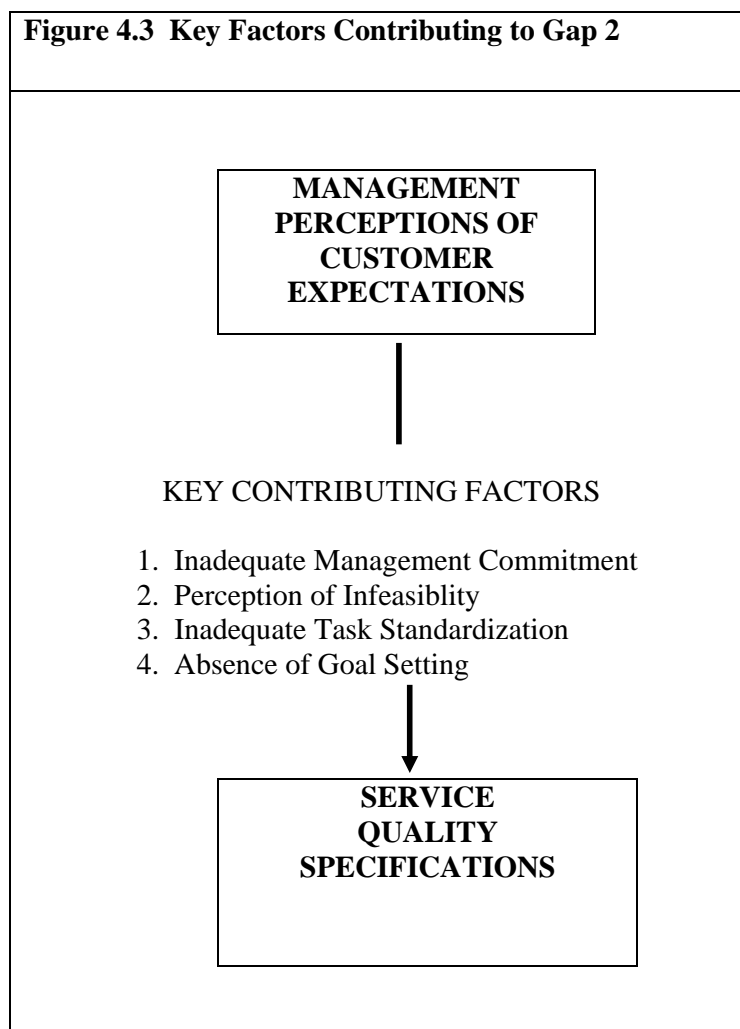 Figure 4.3  Key Factors Contributing to Gap 2
MANAGEMENT
PERCEPTIONS OF
CUSTOMER
EXPECTATIONS
KEY CONTRIBUTING FACTORS
1. Inadequate Management Commitment
2. Perception of Infeasiblity
3. Inadequate Task Standardization
4. Absence of Goal Setting
SERVICE
QUALITY
SPECIFICATIONS